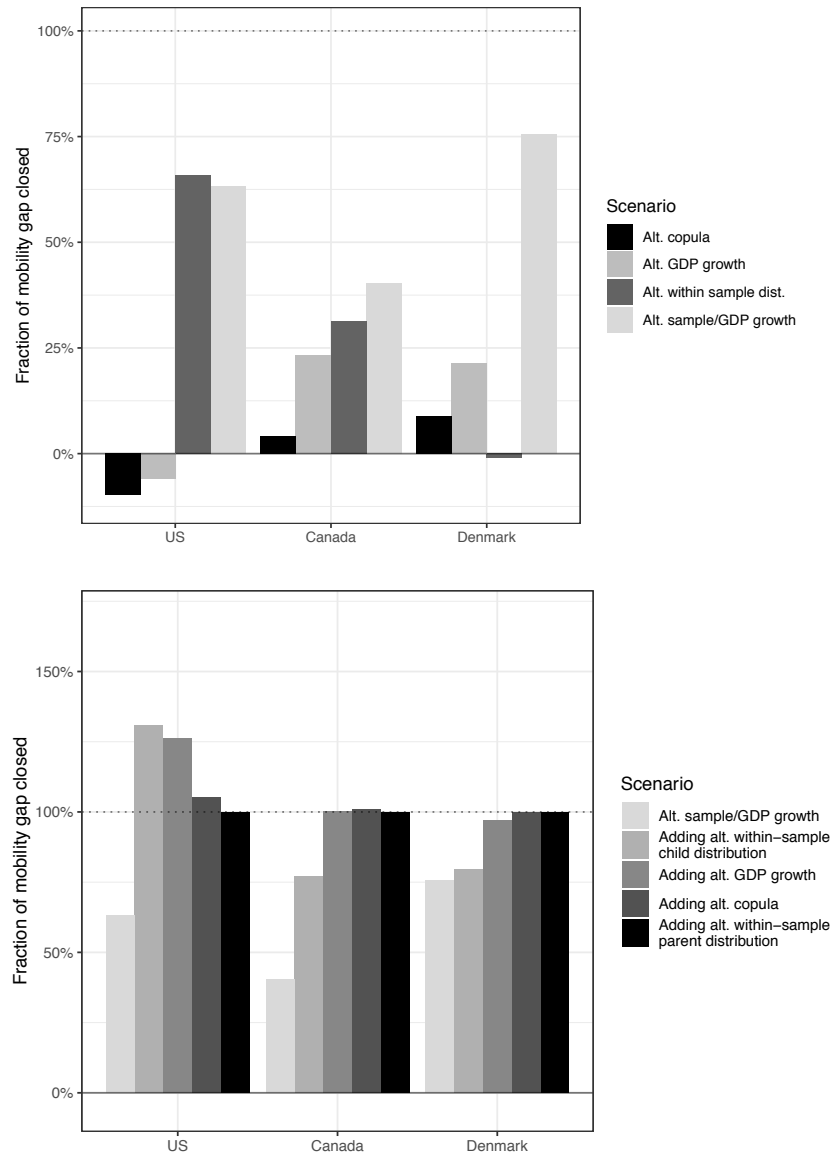 Fraction of mobility gap closed
100%
75%
50%
25%
0%
US
Canada
Denmark
Scenario
Alt. copula
Alt. GDP growth
Alt. within sample dist.
Alt. sample/GDP growth
Fraction of mobility gap closed
150%
100%
50%
0%
US
Canada
Denmark
Scenario
Alt. sample/GDP growth
Adding alt. within−sample
child distribution
Adding alt. GDP growth
Adding alt. copula
Adding alt. within−sample
parent distribution